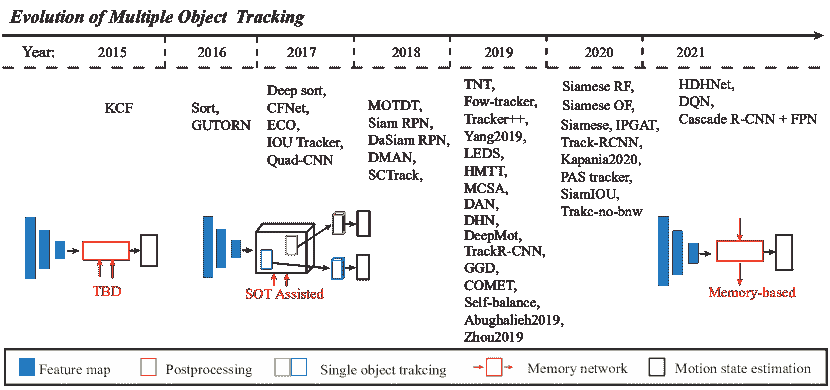 Evolution of Multiple Object Tracking
Year: 2015 2016 2017 2018 2019 2020 2021
KCF
Sort,
GUTORN
Deep sort,
CFNet,
ECO,
IOU Tracker,
Quad-CNN
MOTDT,
Siam RPN,
DaSiam RPN,
DMAN,
SCTrack,
TNT,
Fow-tracker,
Tracker++,
Yang2019,
LEDS,
HMTT,
MCSA,
DAN,
DHN,
DeepMot,
TrackR-CNN,
GGD,
COMET,
Self-balance,
Abughalieh2019,
Zhou2019
Siamese RF,
Siamese OF,
Siamese, IPGAT,
Track-RCNN,
Kapania2020,
PAS tracker,
SiamIOU,
Trakc-no-bnw
HDHNet,
DQN,
Cascade R-CNN + FPN
TBD
SOT Assisted
Memory-based
Feature map
Postprocessing
Single object trakcing
Memory network
Motion state estimation